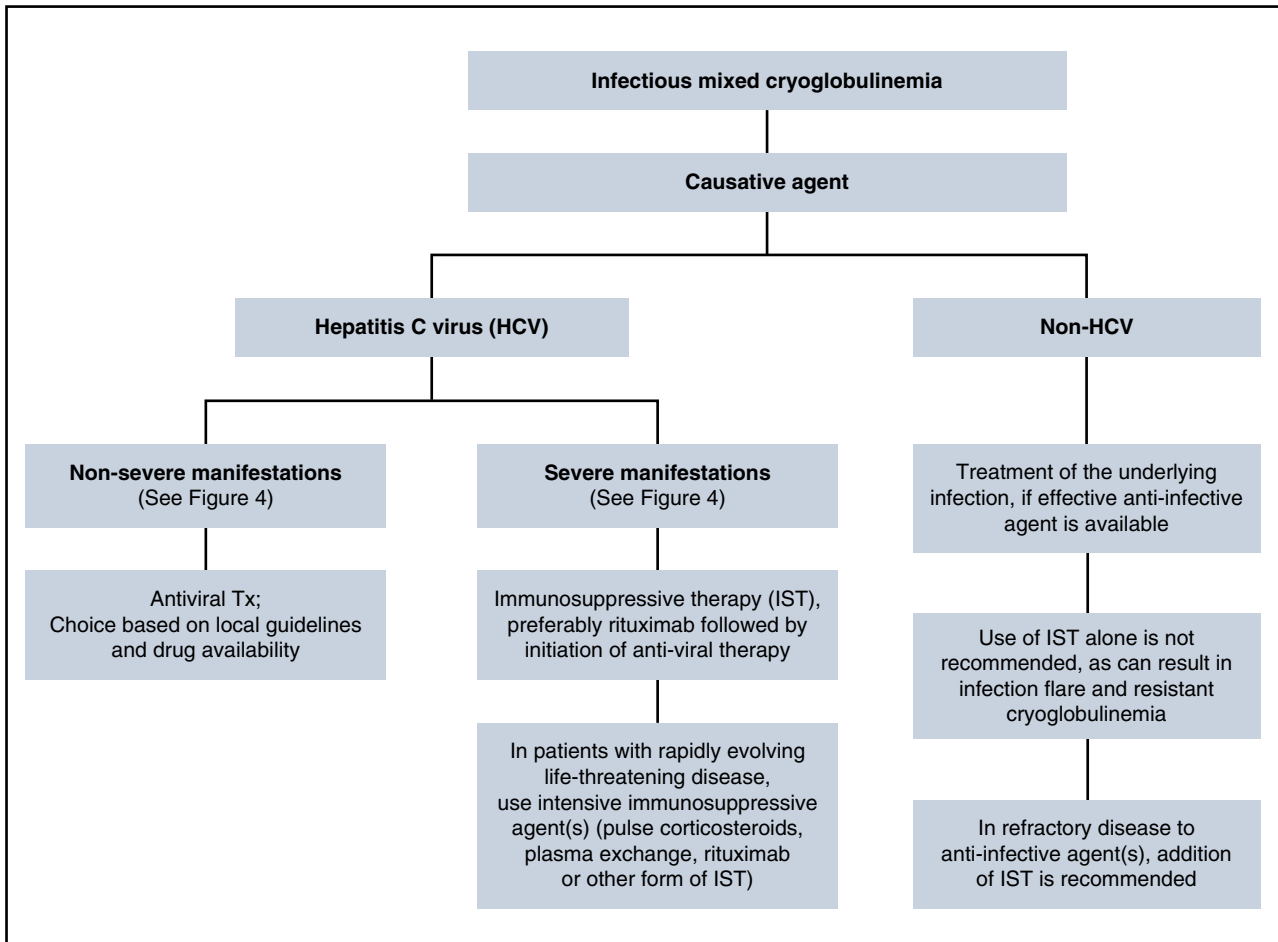 Infectious mixed cryoglobulinemia
Causative agent
Hepatitis C virus (HCV)
Non-HCV
Non-severe manifestations
(See Figure 4)
Severe manifestations
(See Figure 4)
Treatment of the underlying
infection, if effective anti-infective
agent is available
Antiviral Tx;
Choice based on local guidelines
and drug availability
Immunosuppressive therapy (IST),
preferably rituximab followed by
initiation of anti-viral therapy
Use of IST alone is not
recommended, as can result in
infection flare and resistant
cryoglobulinemia
In patients with rapidly evolving
life-threatening disease,
use intensive immunosuppressive
agent(s) (pulse corticosteroids,
plasma exchange, rituximab
or other form of IST)
In refractory disease to
anti-infective agent(s), addition
of IST is recommended